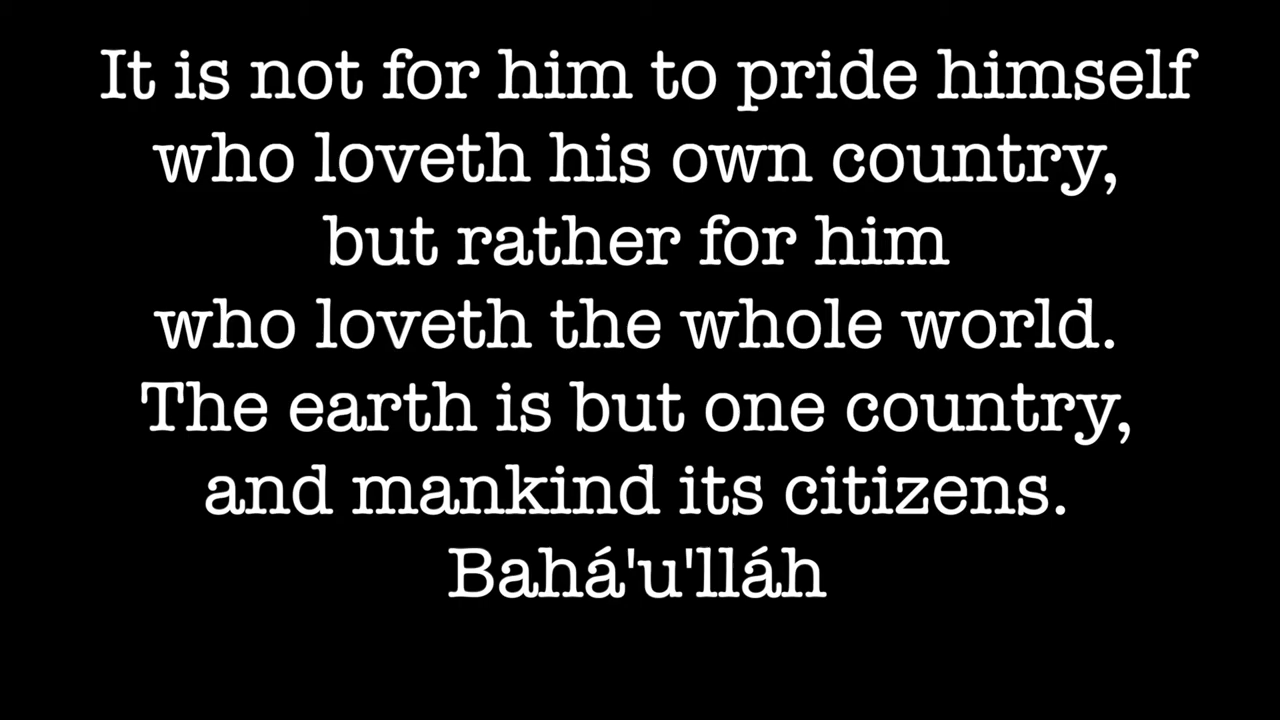 It is not for him to pride himself
who loveth his own country,
but rather for him
who loveth the whole world.
The earth is but one country,
and mankind its citizens.
Bahá'u'lláh